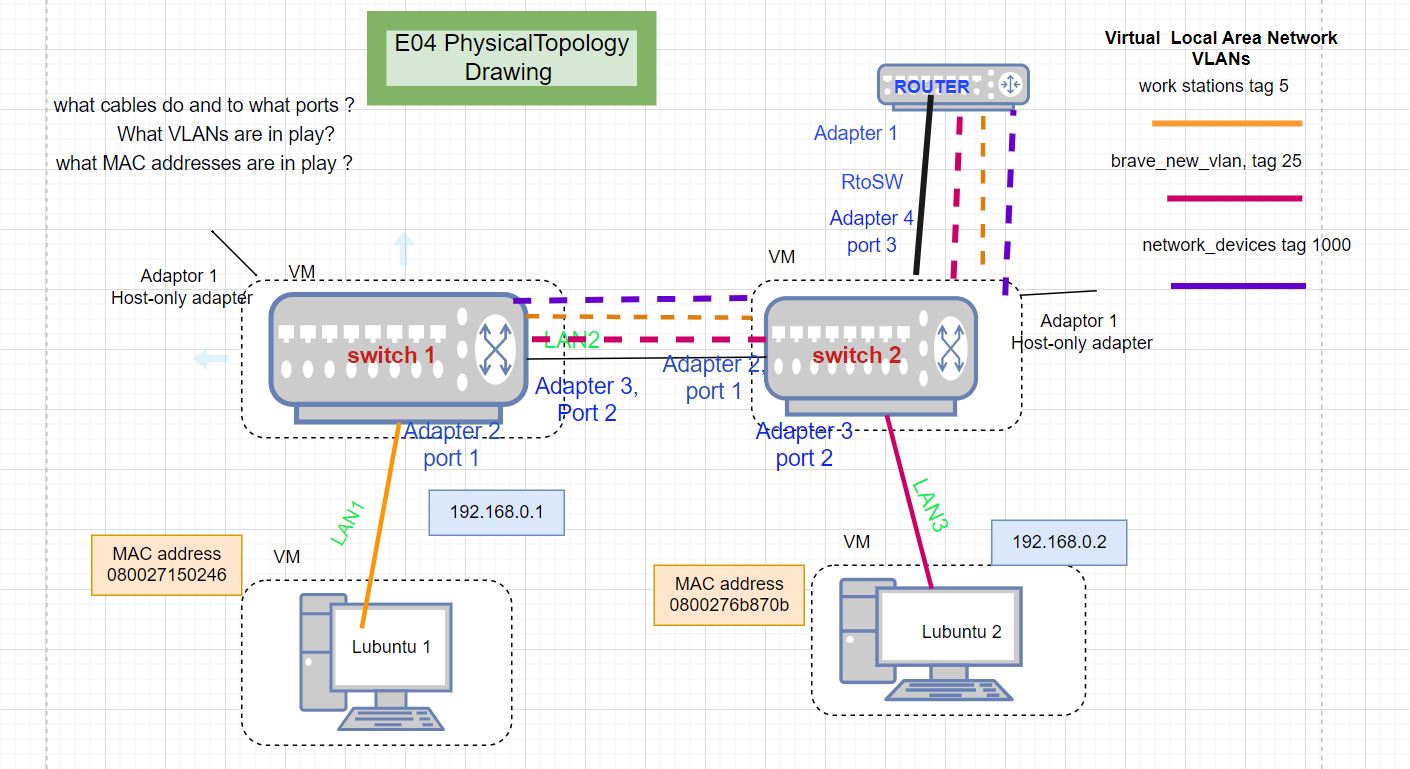 E04 PhysicalTopology
Drawing
what cables do and to what ports ?
What VLANs are in play?
what MAC addresses are in play ?
Virtual Local Area Network
VLANs
work stations tag 5
brave_new_vlan, tag 25
network_devices tag 1000
ROUTER
Adapter 1
RtoSW
Adapter 4
port 3
VM
Adaptor 1
Host-only adapter
VM
Adaptor 1
Host-only adapter
switch 1
LAN2
switch 2
Adapter 3,
Port 2
Adapter 2,
port 1
Adapter 2
port 1
Adapter 3
port 2
LAN1
192.168.0.1
LAN3
192.168.0.2
MAC address
080027150246
VM
Lubuntu 1
MAC address
0800276b870b
VM
Lubuntu 2